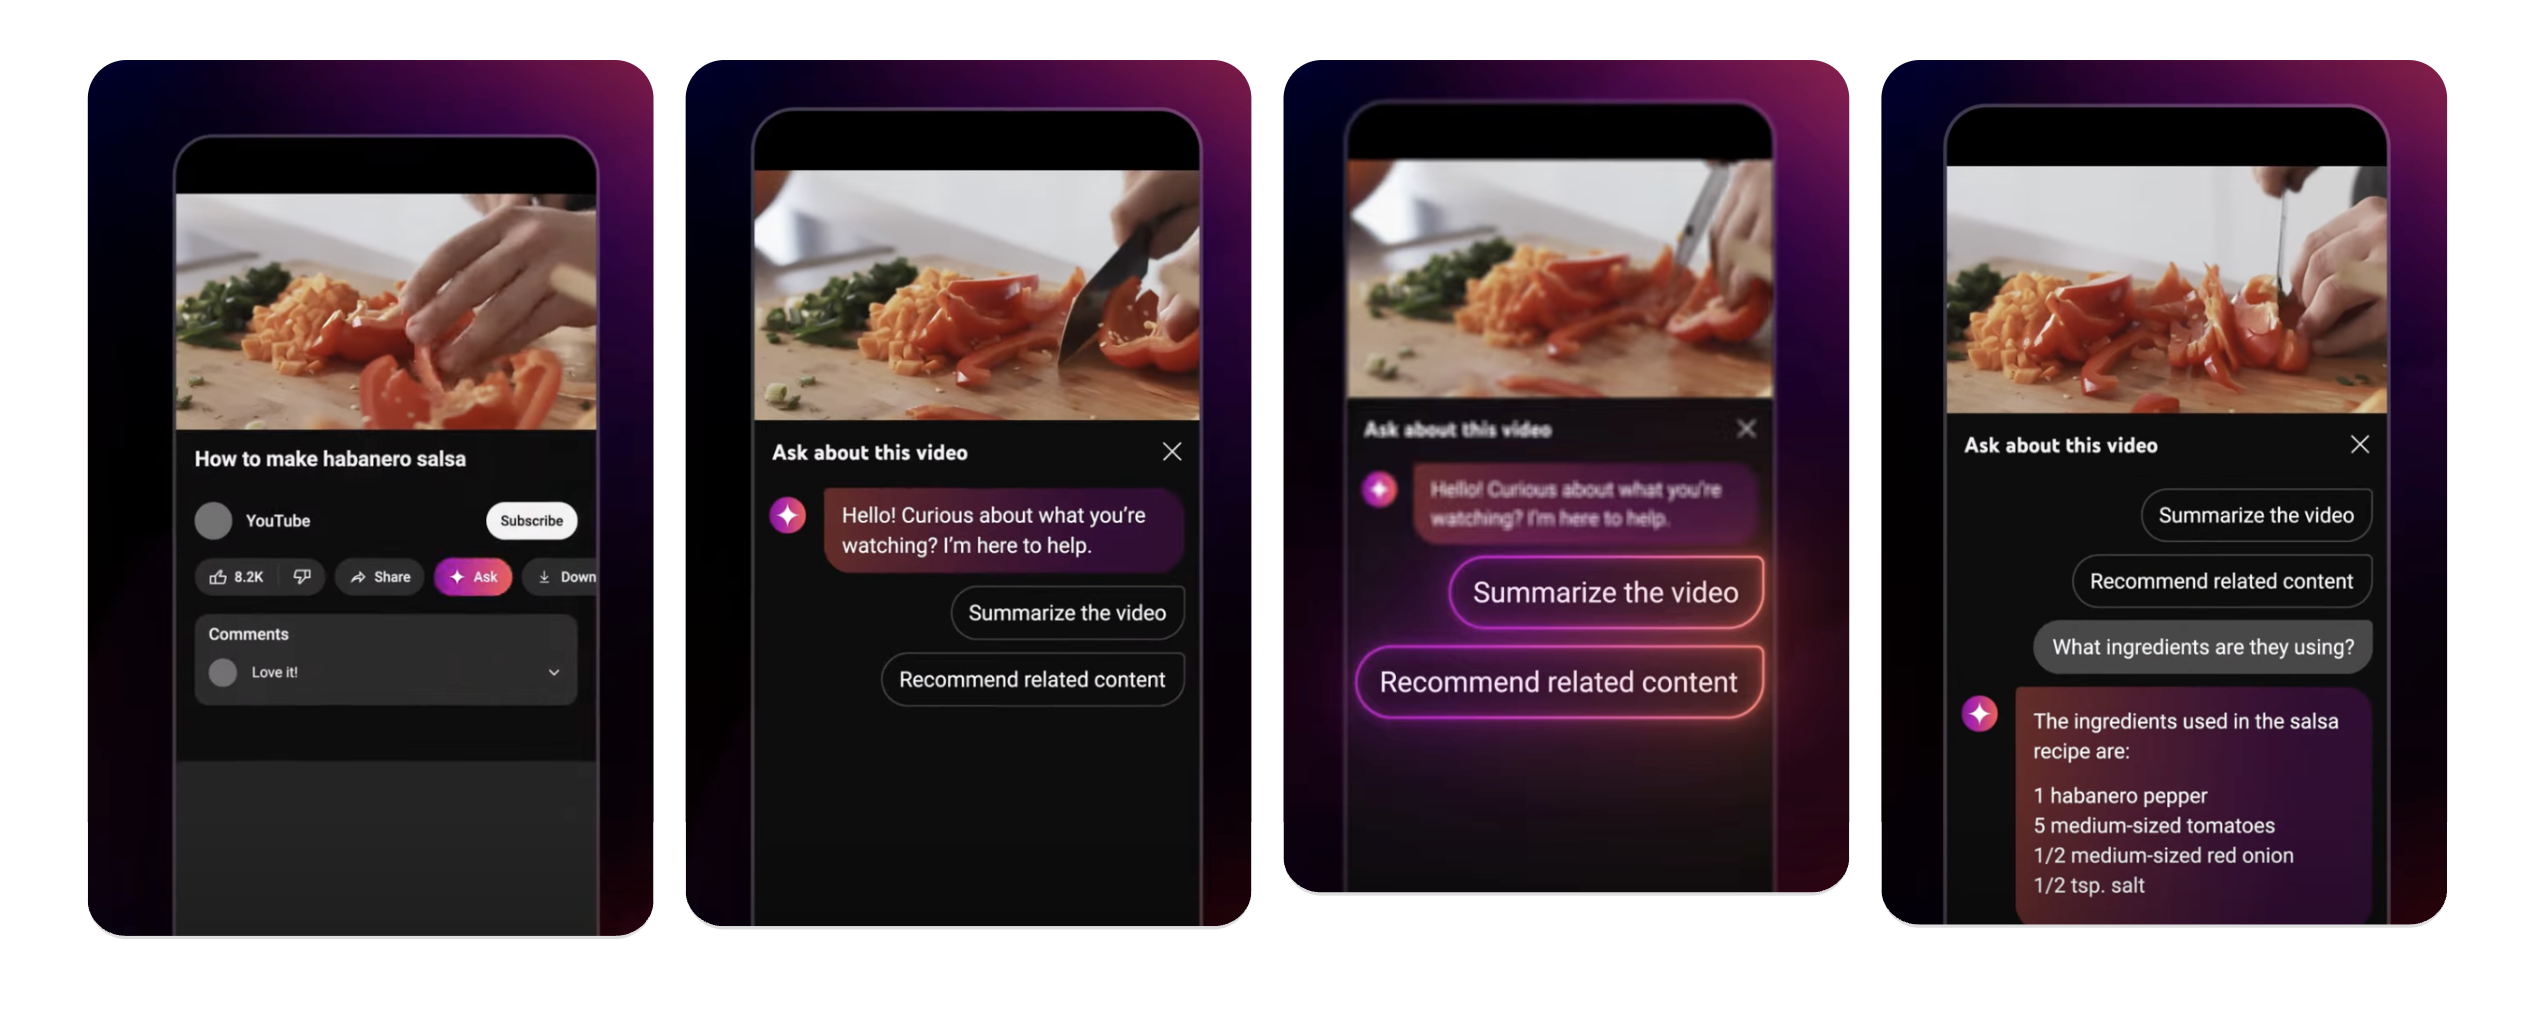 How to make habanero salsa
YouTube
Subscribe
8.2K
Share
Ask
Down
Comments
Love it!
Ask about this video
Hello! Curious about what you're
watching? I'm here to help.
Summarize the video
Recommend related content
Ask about this video
Hello! Curious about what you're
watching? I'm here to help.
Summarize the video
Recommend related content
Ask about this video
Summarize the video
Recommend related content
What ingredients are they using?
The ingredients used in the salsa
recipe are:
1 habanero pepper
5 medium-sized tomatoes
1/2 medium-sized red onion
1/2 tsp. salt